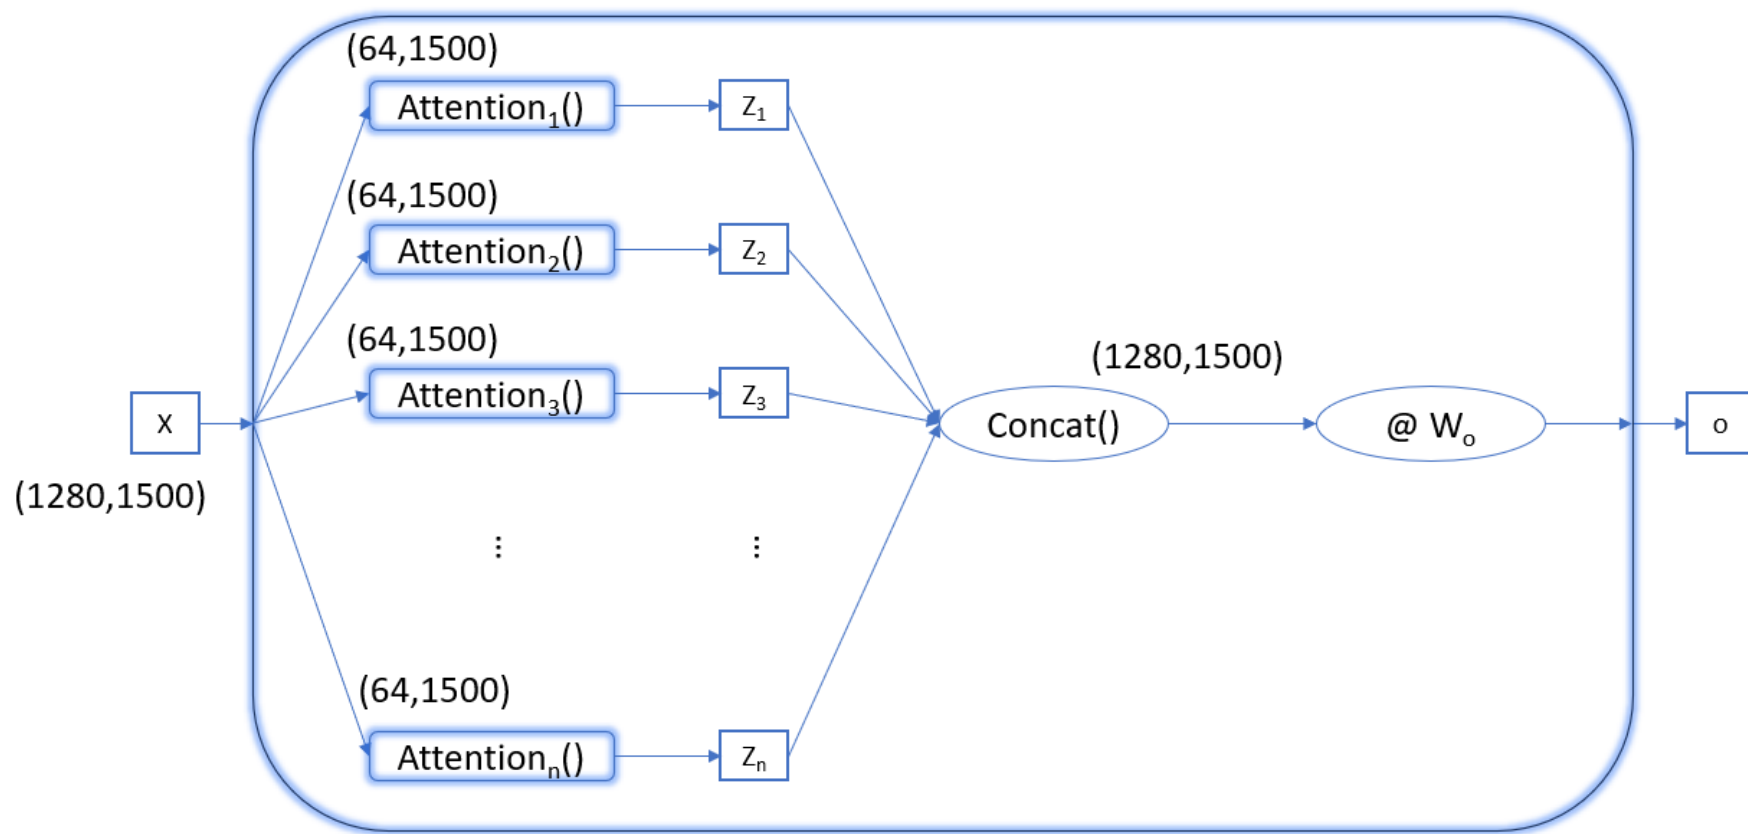 (64,1500)
Attention1()
Z1
(64,1500)
Attention2()
Z2
(64,1500)
Attention3()
Z3
(1280,1500)
X
Concat()
@ Wo
o
(1280,1500)
⋮
⋮
(64,1500)
Attentionn()
Zn